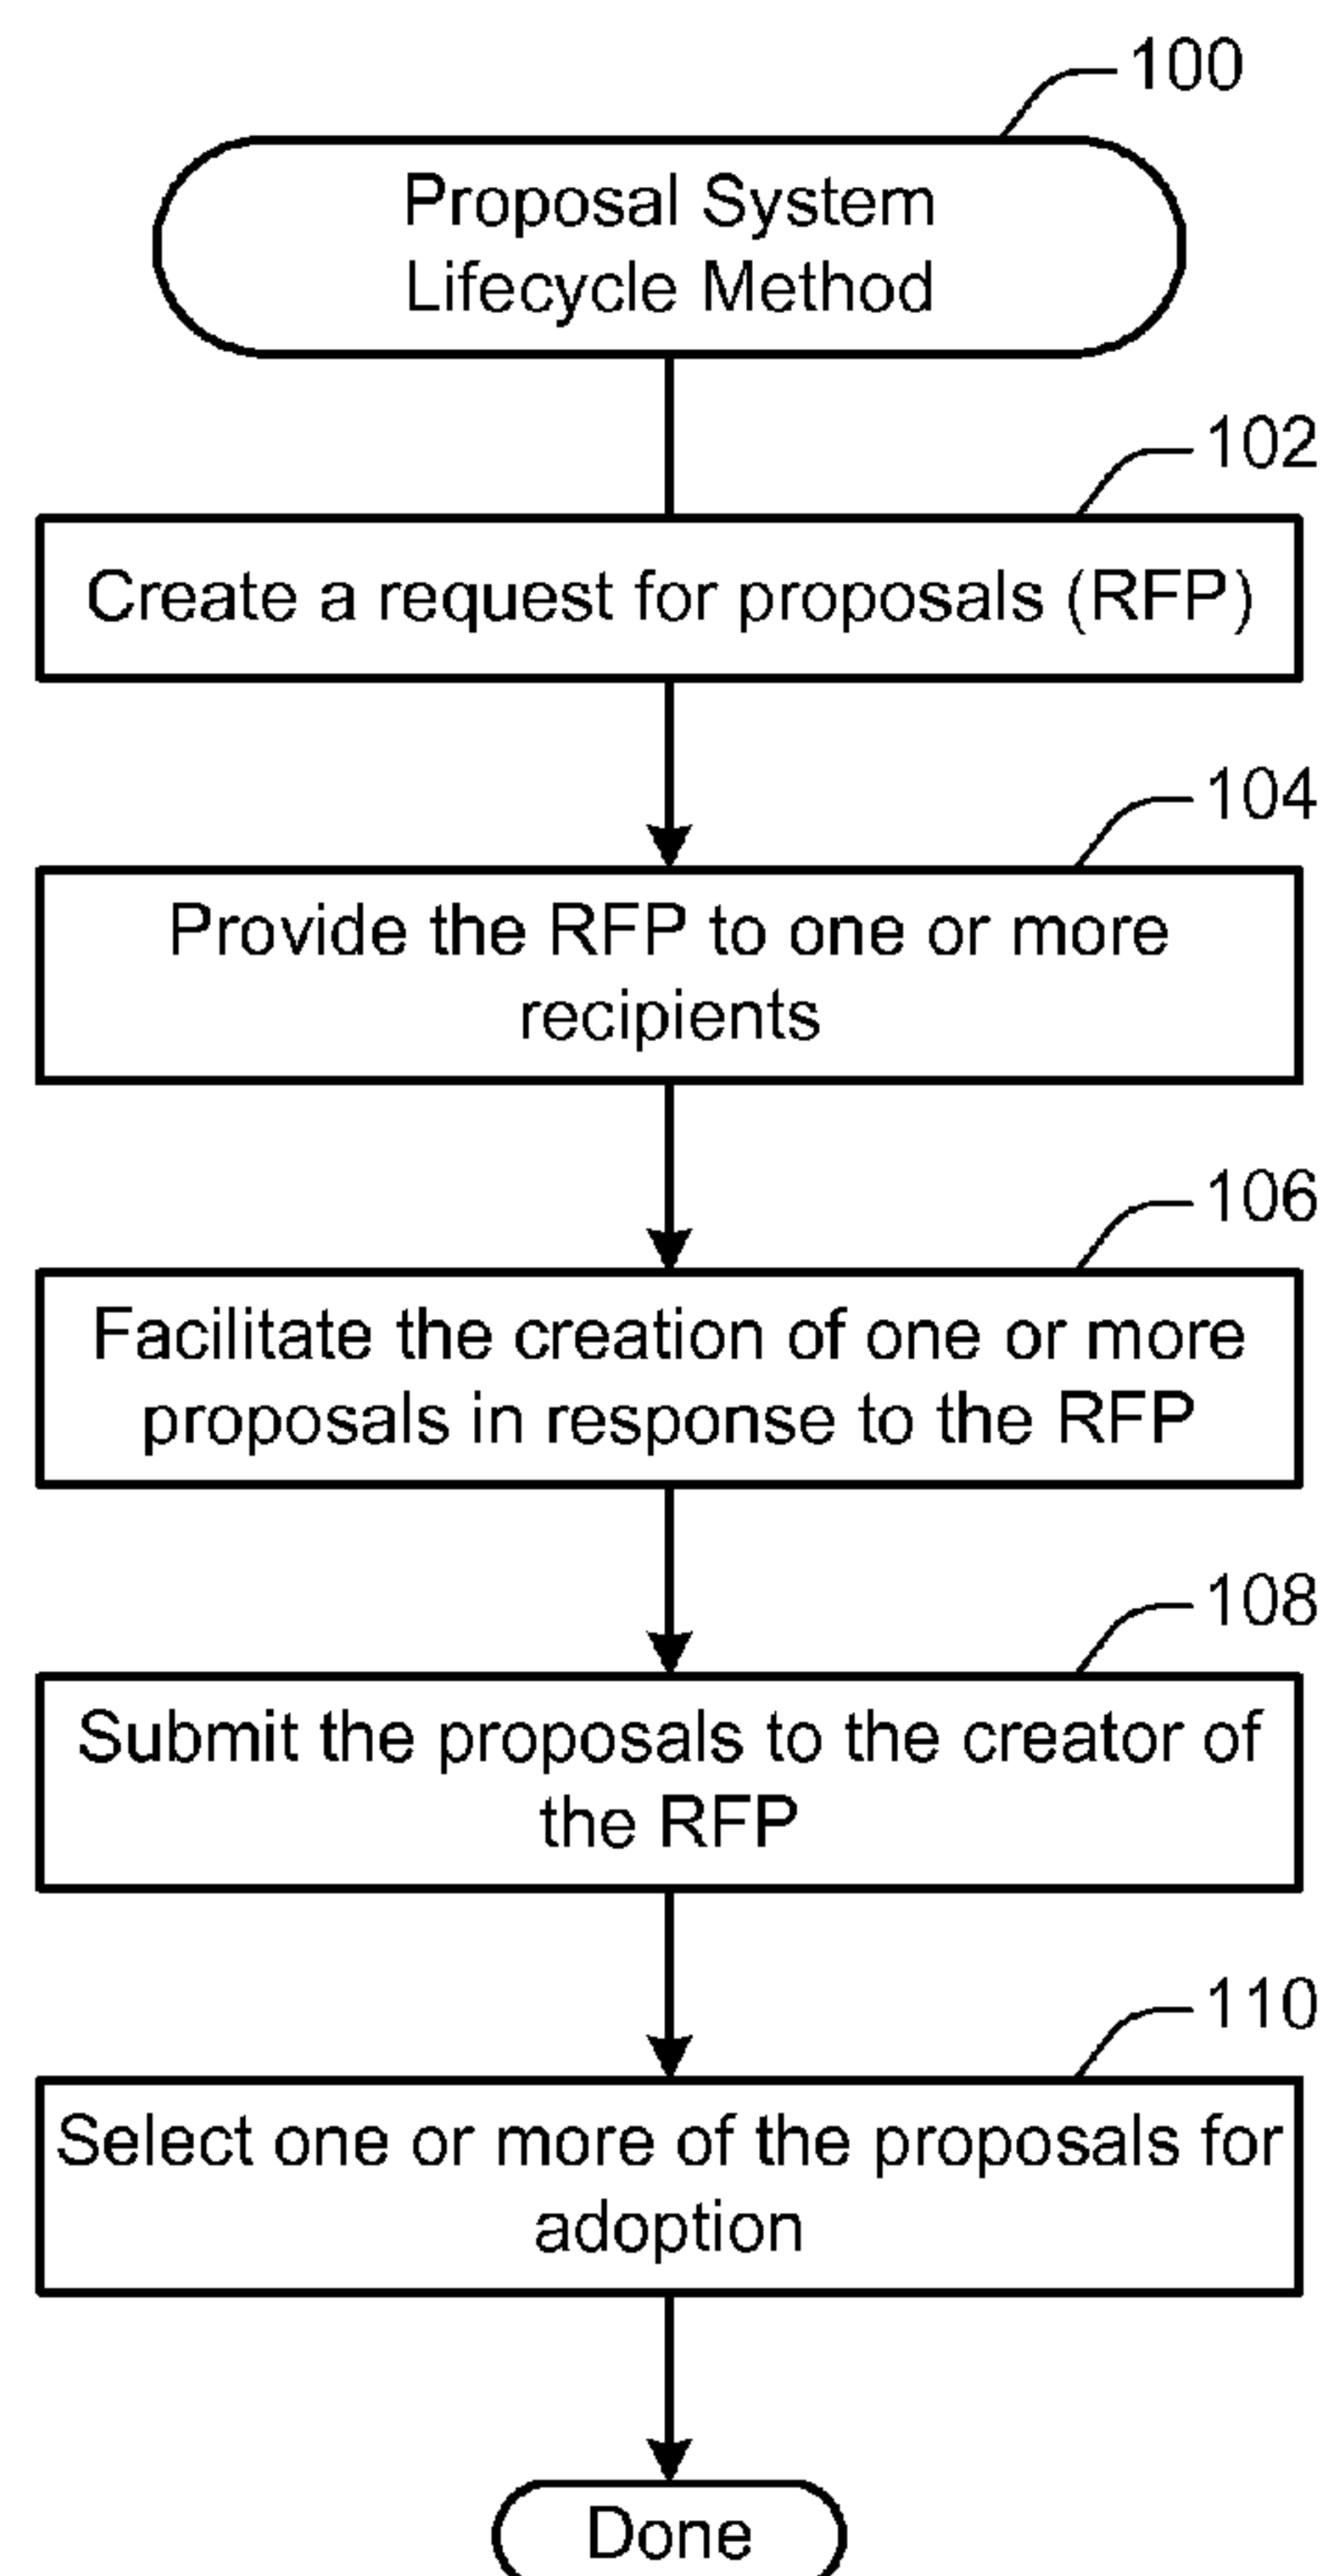 100
Proposal System
Lifecycle Method
102
Create a request for proposals (RFP)
104
Provide the RFP to one or more
recipients
106
Facilitate the creation of one or more
proposals in response to the RFP
108
Submit the proposals to the creator of
the RFP
110
Select one or more of the proposals for
adoption
Done